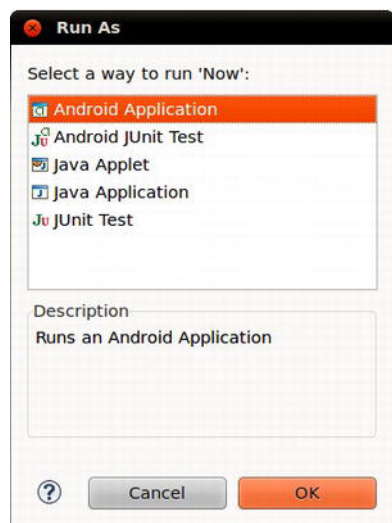 Run As
Select a way to run 'Now':
Android Application
Android JUnit Test
Java Applet
Java Application
Ju JUnit Test
Description
Runs an Android Application
?
Cancel
OK